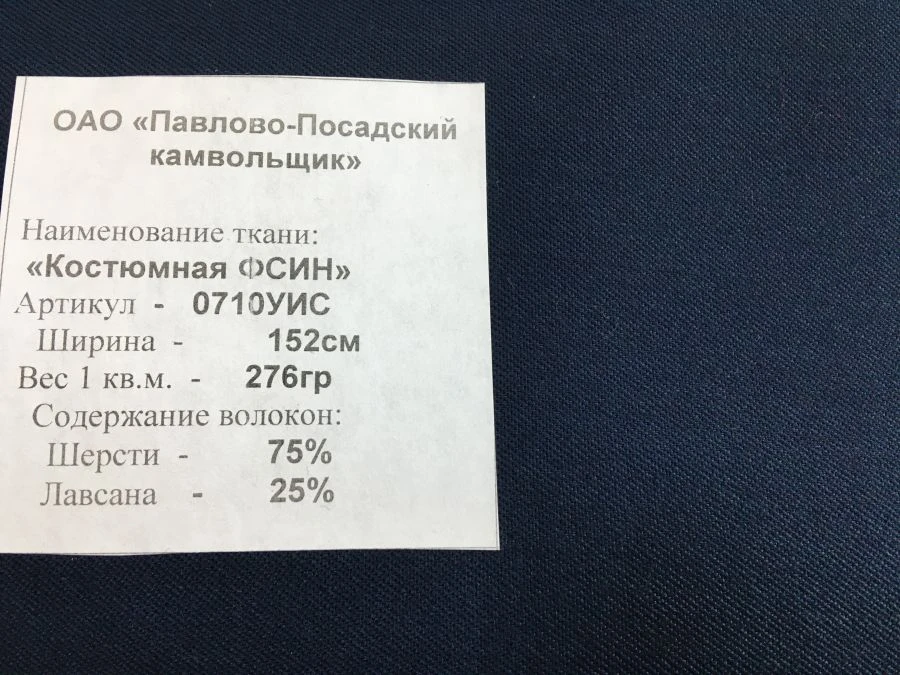 ОАО «Павлово-Посадский
камвольщик»
Наименование ткани:
«Костюмная ФСИН»
Артикул - 0710УИС
Ширина - 152см
Вес 1 кв.м. - 276гр
Содержание волокон:
Шерсти - 75%
Лавсана - 25%